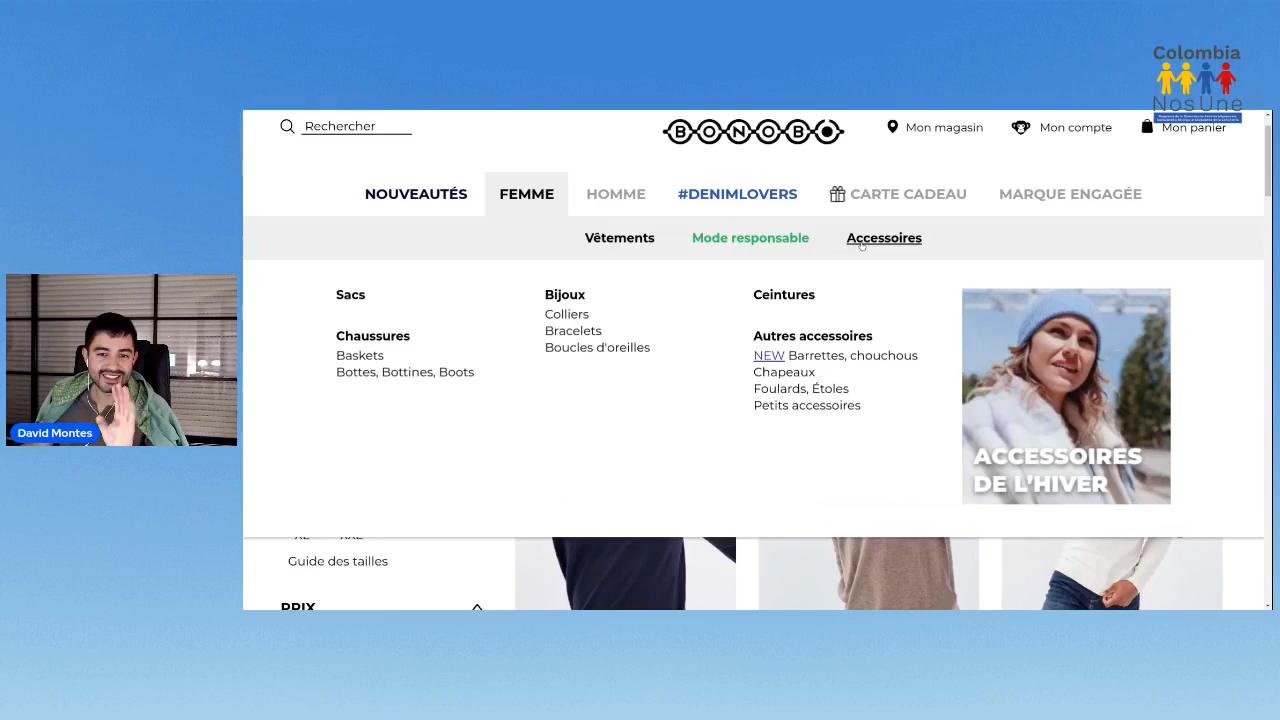 Colombia
NosUne
Rechercher
BONOBO
Mon magasin
Mon compte
Mon panier
NOUVEAUTÉS
FEMME
HOMME
#DENIMLOVERS
CARTE CADEAU
MARQUE ENGAGÉE
Vêtements
Mode responsable
Accessoires
Sacs
Chaussures
Baskets
Bottes, Bottines, Boots
Bijoux
Colliers
Bracelets
Boucles d'oreilles
Ceintures
Autres accessoires
NEW Barrettes, chouchous
Chapeaux
Foulards, Étoles
Petits accessoires
ACCESSOIRES
DE L'HIVER
David Montes
Guide des tailles
PRIX